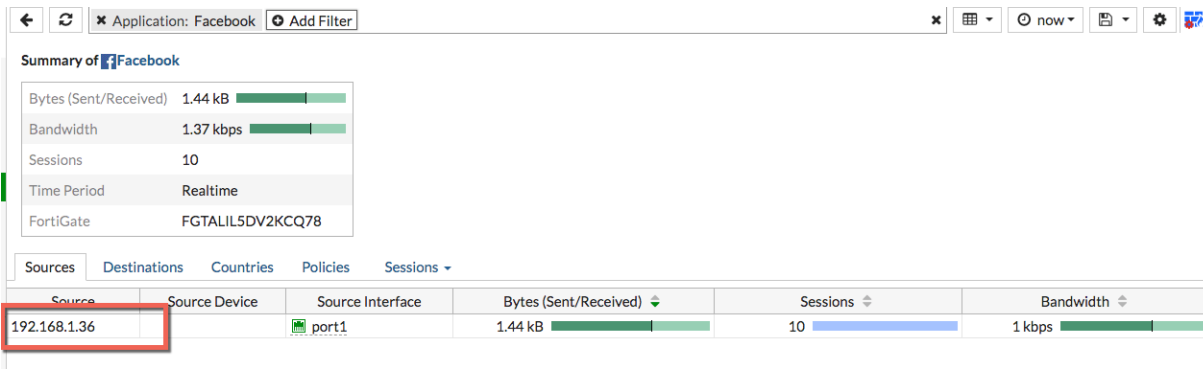 Application: Facebook Add Filter now
Summary of Facebook
Bytes (Sent/Received) 1.44 kB
Bandwidth 1.37 kbps
Sessions 10
Time Period Realtime
FortiGate FGTALIL5DV2KCQ78
Sources Destinations Countries Policies Sessions
Source Source Device Source Interface Bytes (Sent/Received) Sessions Bandwidth
192.168.1.36 port1 1.44 kB 10 1 kbps